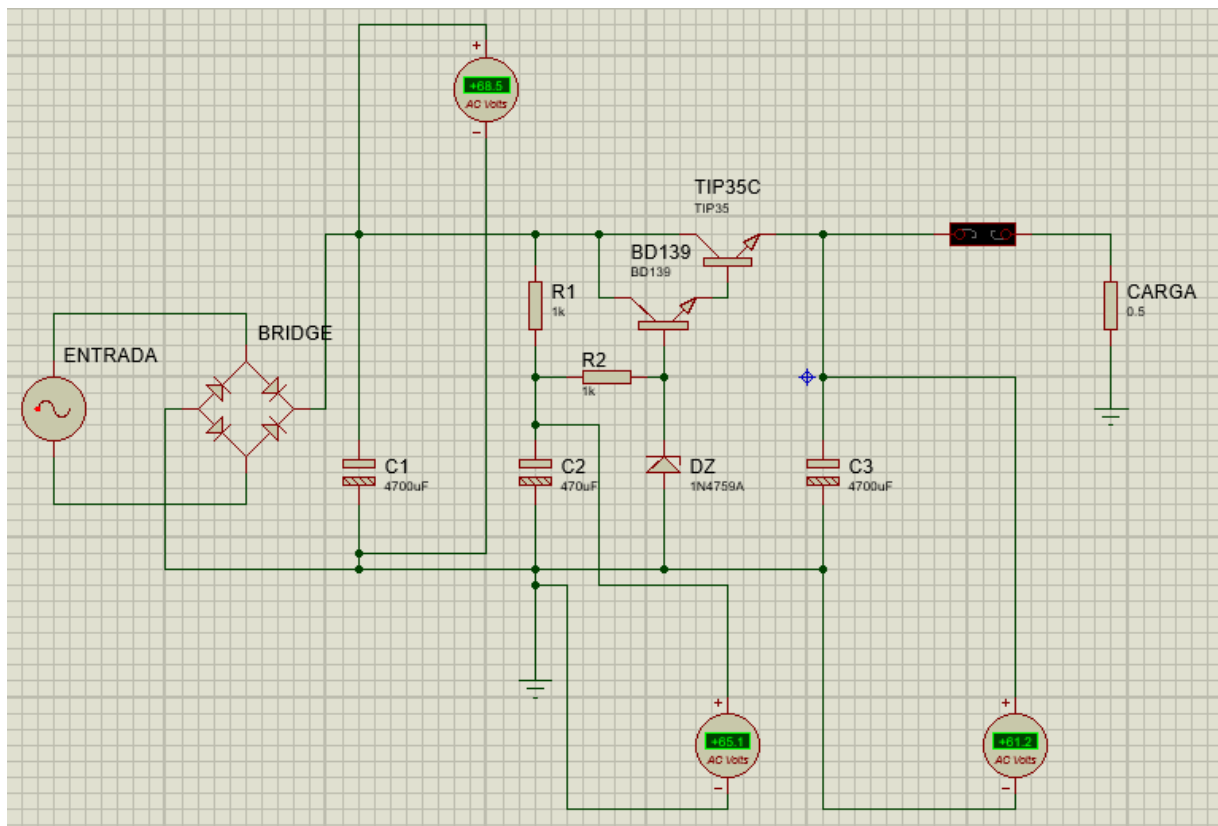 +
+68.5
AC Volts
−
TIP35C
TIP35
BD139
BD139
R1
1k
CARGA
0.5
BRIDGE
ENTRADA
R2
1k
C1
4700uF
C2
470uF
DZ
1N4759A
C3
4700uF
+
+65.1
AC Volts
−
+
+61.2
AC Volts
−